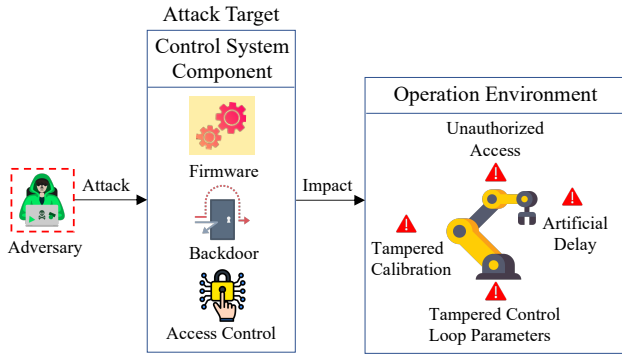 Attack Target
Control System
Component
Firmware
Backdoor
Access Control
Adversary
Attack
Impact
Operation Environment
Unauthorized
Access
Artificial
Delay
Tampered
Calibration
Tampered Control
Loop Parameters